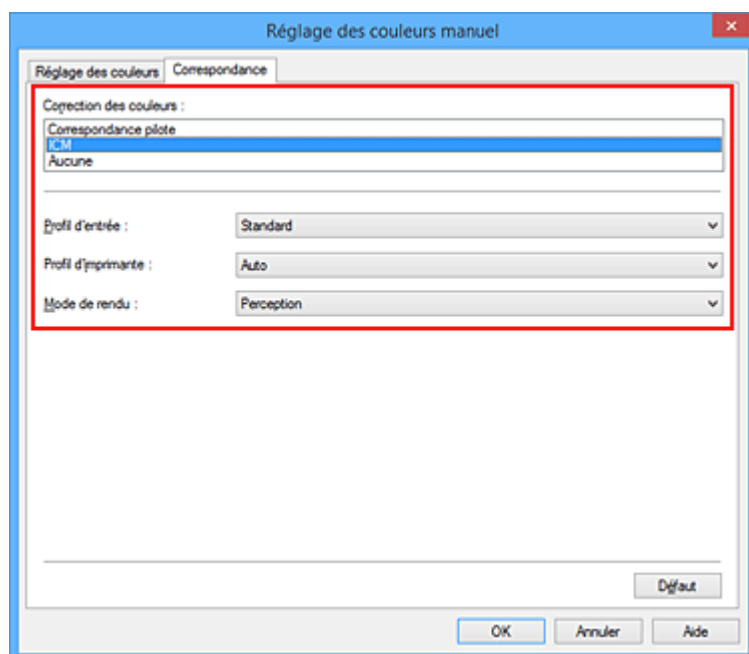 Réglage des couleurs manuel
Réglage des couleurs Correspondance
Correction des couleurs :
Correspondance pilote
ICM
Aucune
Profil d'entrée : Standard
Profil d'imprimante : Auto
Mode de rendu : Perception
Défaut
OK Annuler Aide